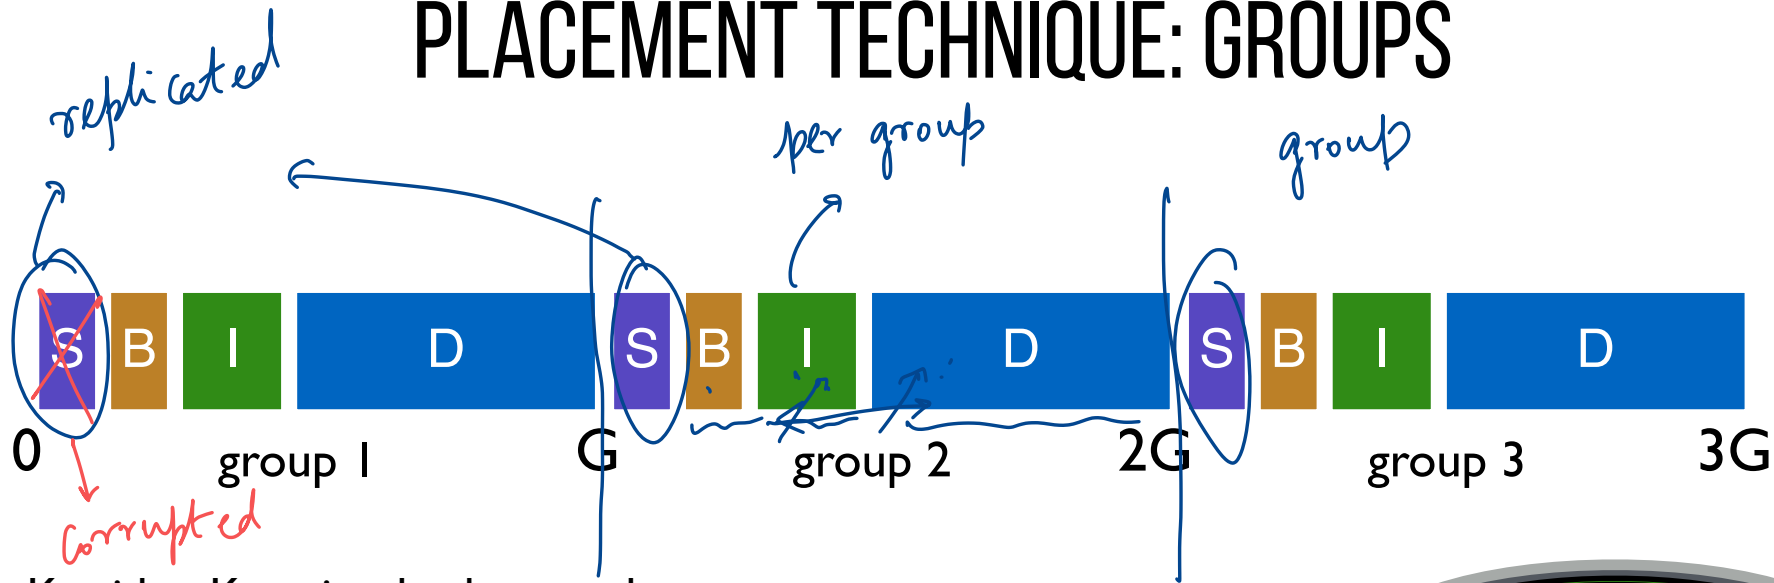 PLACEMENT TECHNIQUE: GROUPS
replicated
per group
group
S B I D S B I D S B I D
0 group 1 G group 2 2G group 3 3G
Corrupted